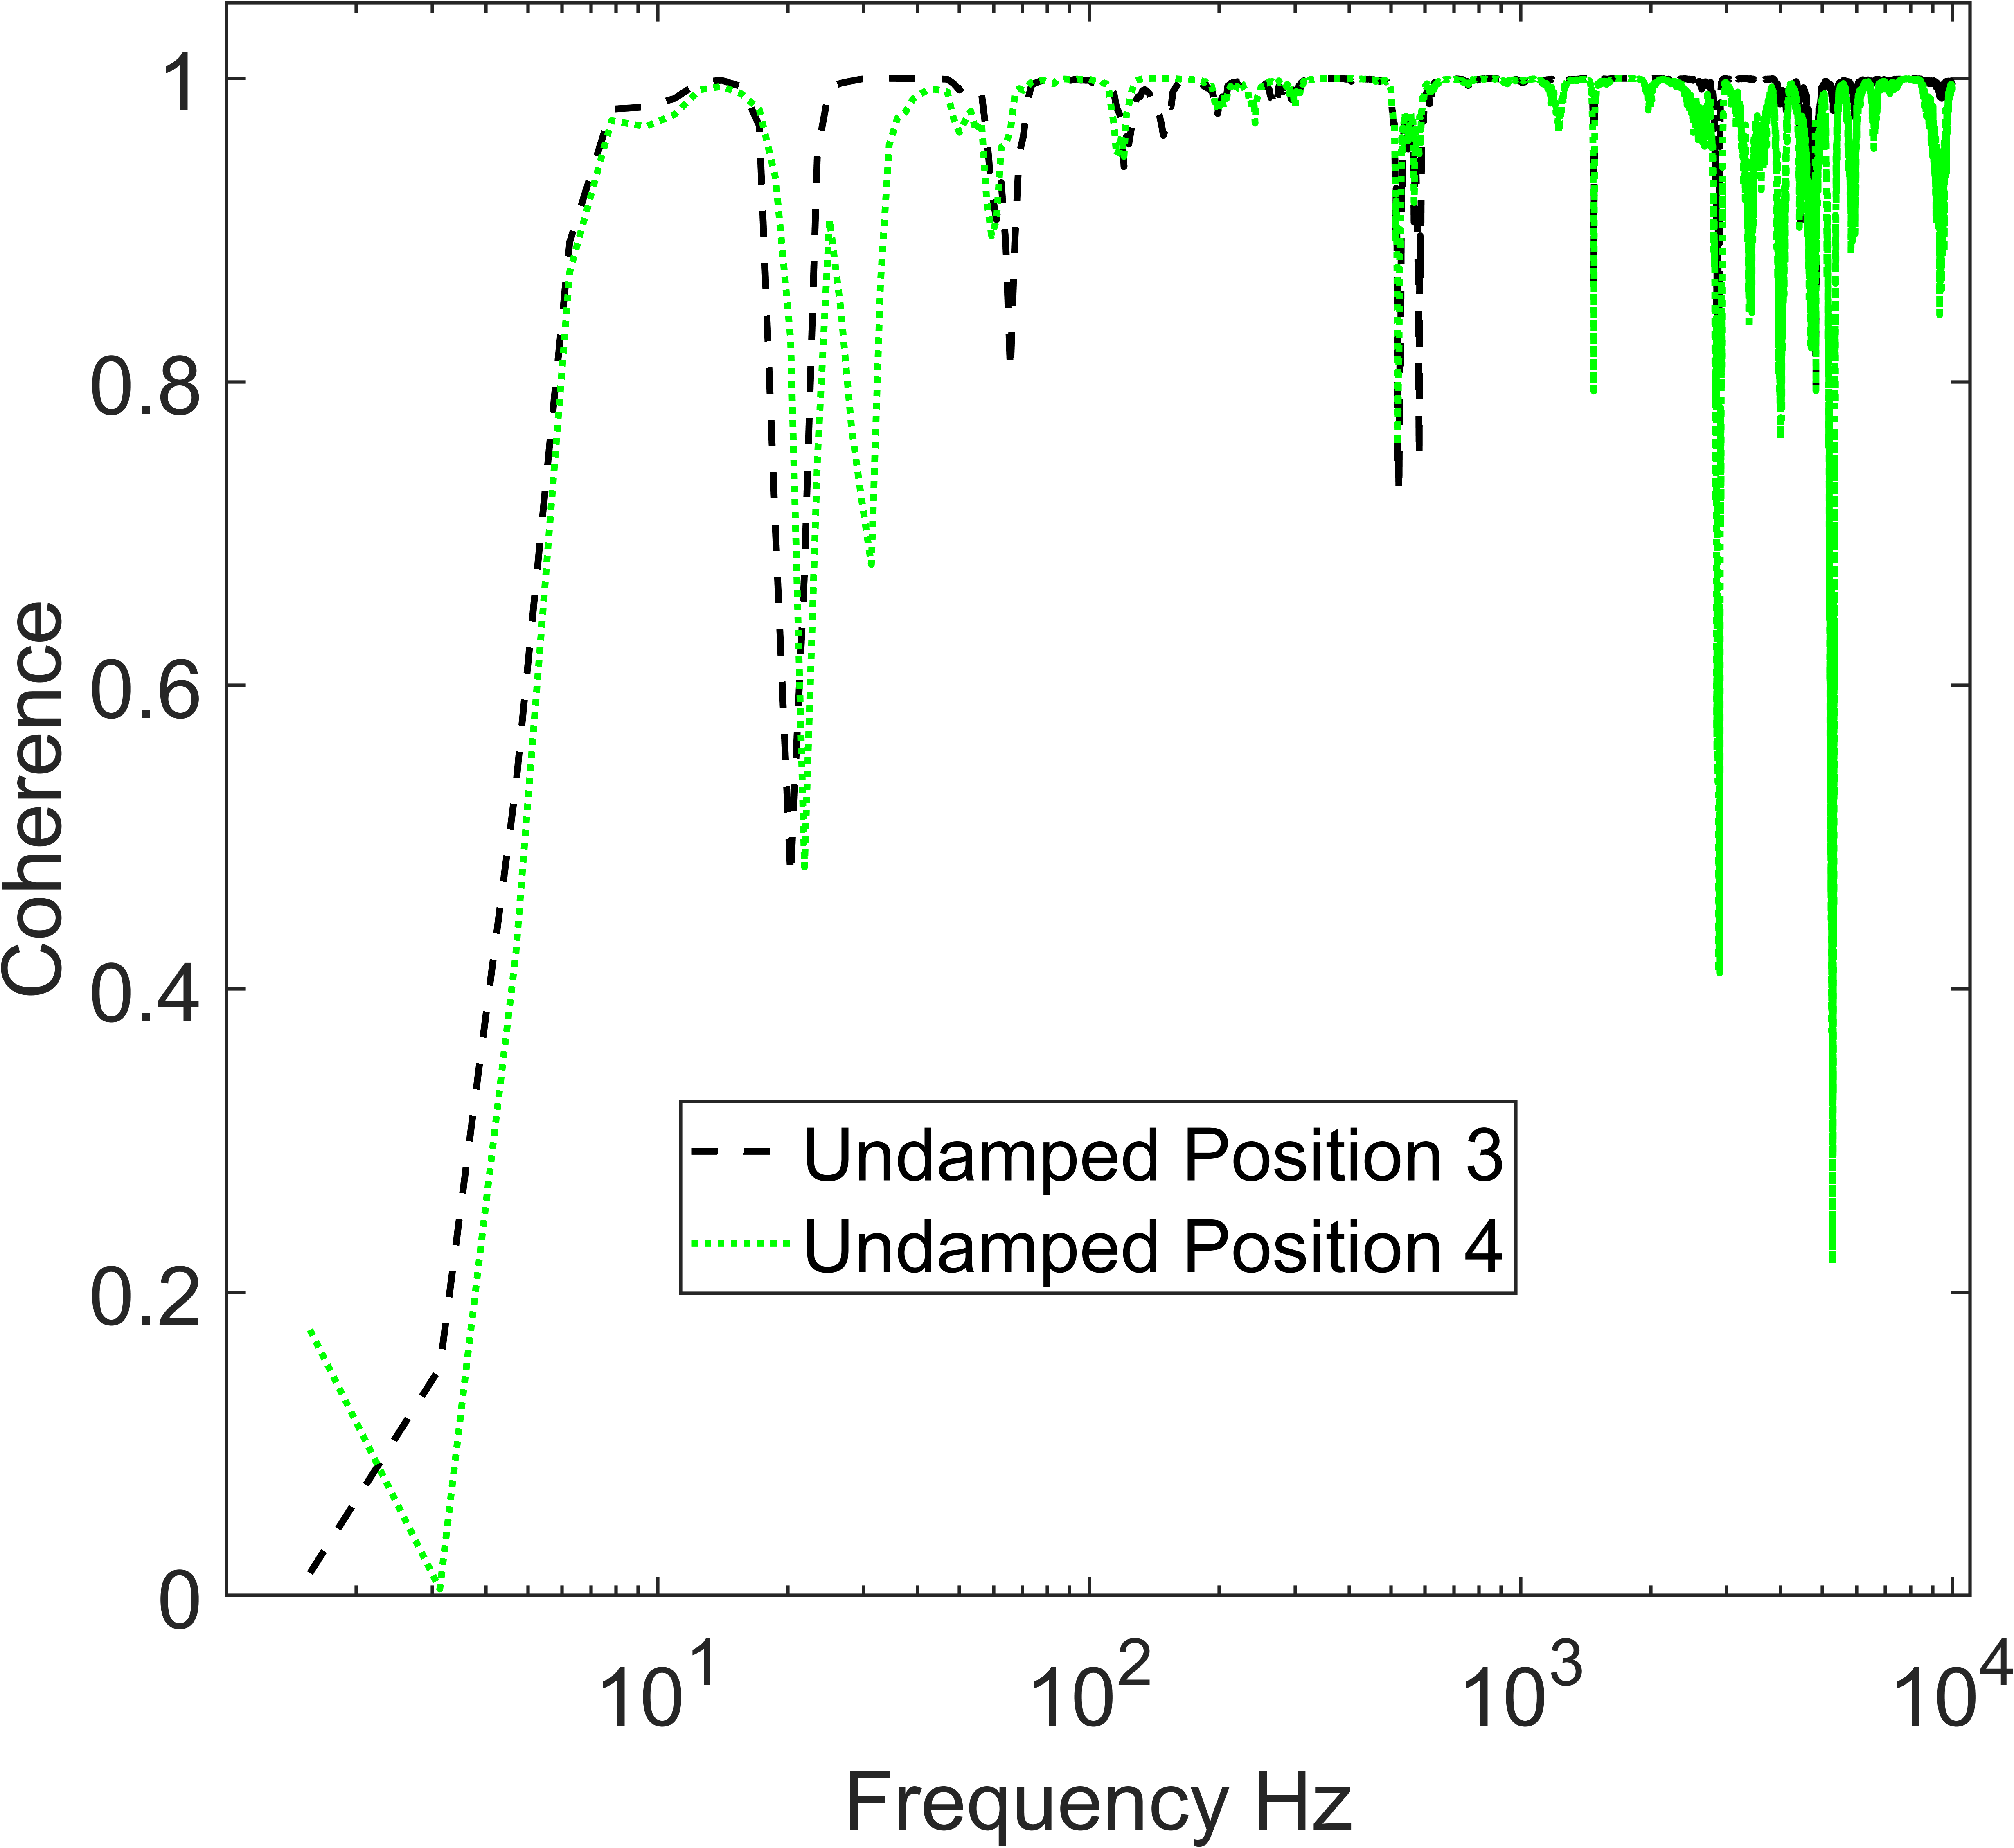 1
0.8
0.6
0.4
0.2
0
Coherence
Undamped Position 3
Undamped Position 4
10^1 10^2 10^3 10^4
Frequency Hz